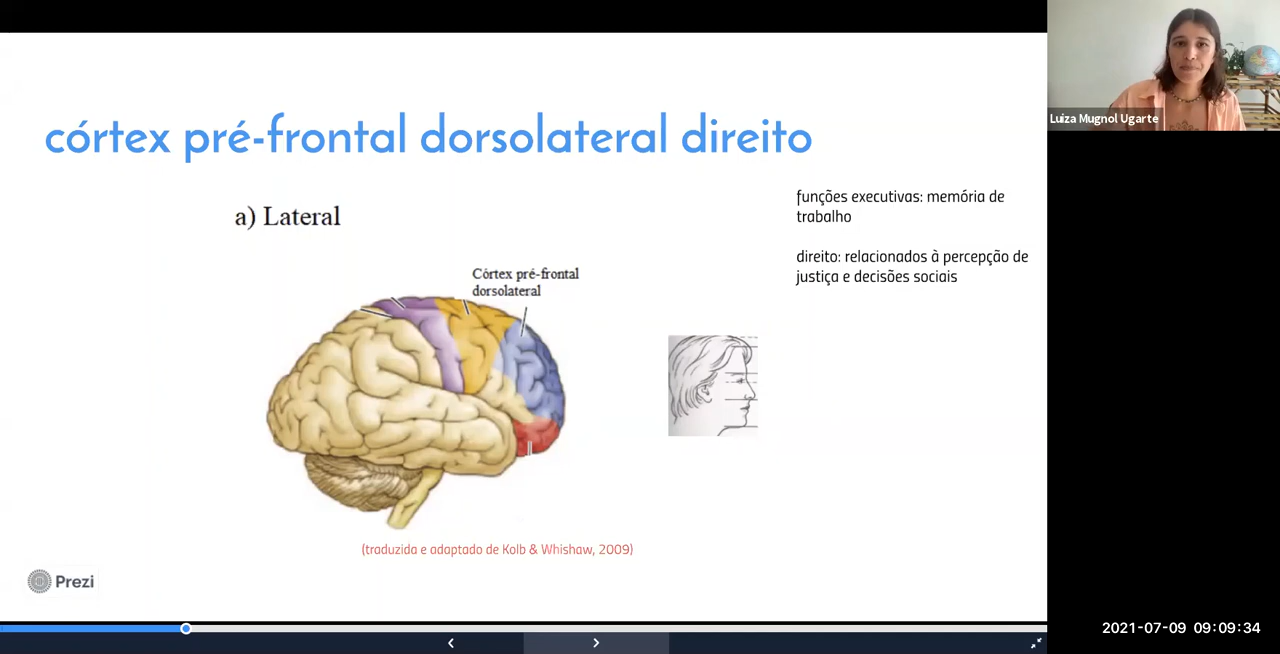 Luiza Mugnol Ugarte
córtex pré-frontal dorsolateral direito
a) Lateral
Córtex pré-frontal
dorsolateral
funções executivas: memória de
trabalho
direito: relacionados à percepção de
justiça e decisões sociais
(traduzida e adaptado de Kolb & Whishaw, 2009)
Prezi
2021-07-09 09:09:34